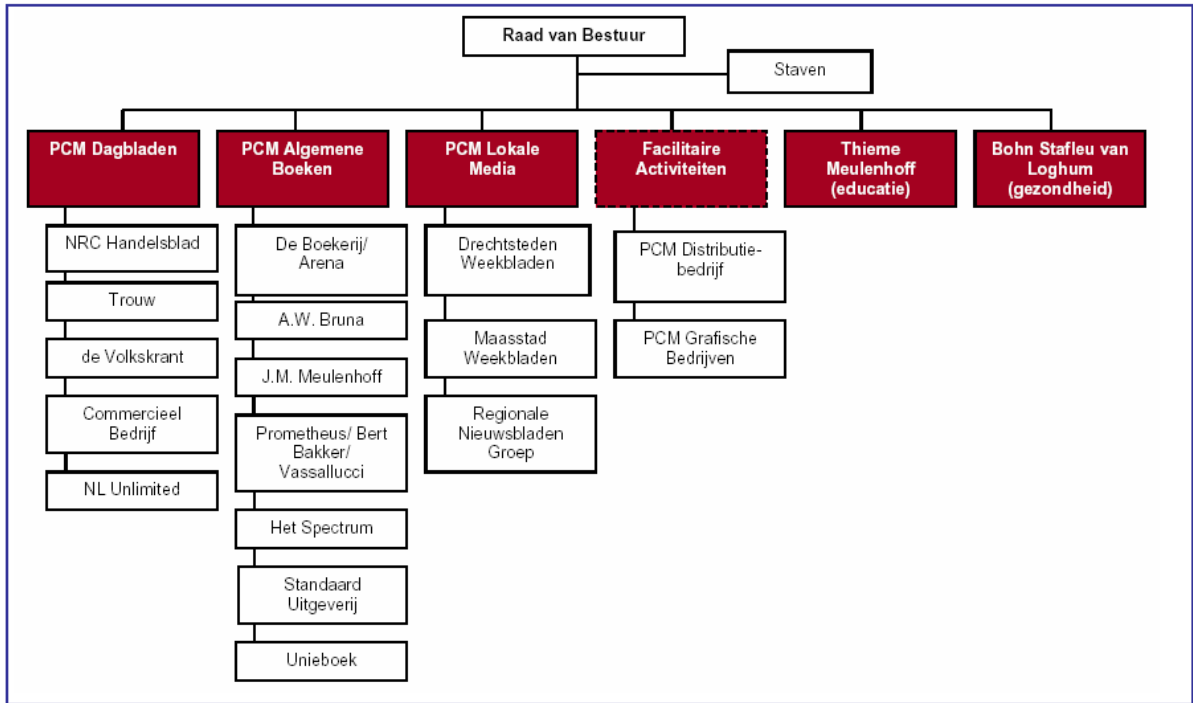 Raad van Bestuur
Staven
PCM Dagbladen
NRC Handelsblad
Trouw
de Volkskrant
Commercieel
Bedrijf
NL Unlimited
PCM Algemene
Boeken
De Boekerij/
Arena
A.W. Bruna
J.M. Meulenhoff
Prometheus/ Bert
Bakker/
Vassallucci
Het Spectrum
Standaard
Uitgeverij
Unieboek
PCM Lokale
Media
Drechtsteden
Weekbladen
Maasstad
Weekbladen
Regionale
Nieuwsbladen
Groep
Facilitaire
Activiteiten
PCM Distributie-
bedrijf
PCM Grafische
Bedrijven
Thieme
Meulenhoff
(educatie)
Bohn Stafleu van
Loghum
(gezondheid)